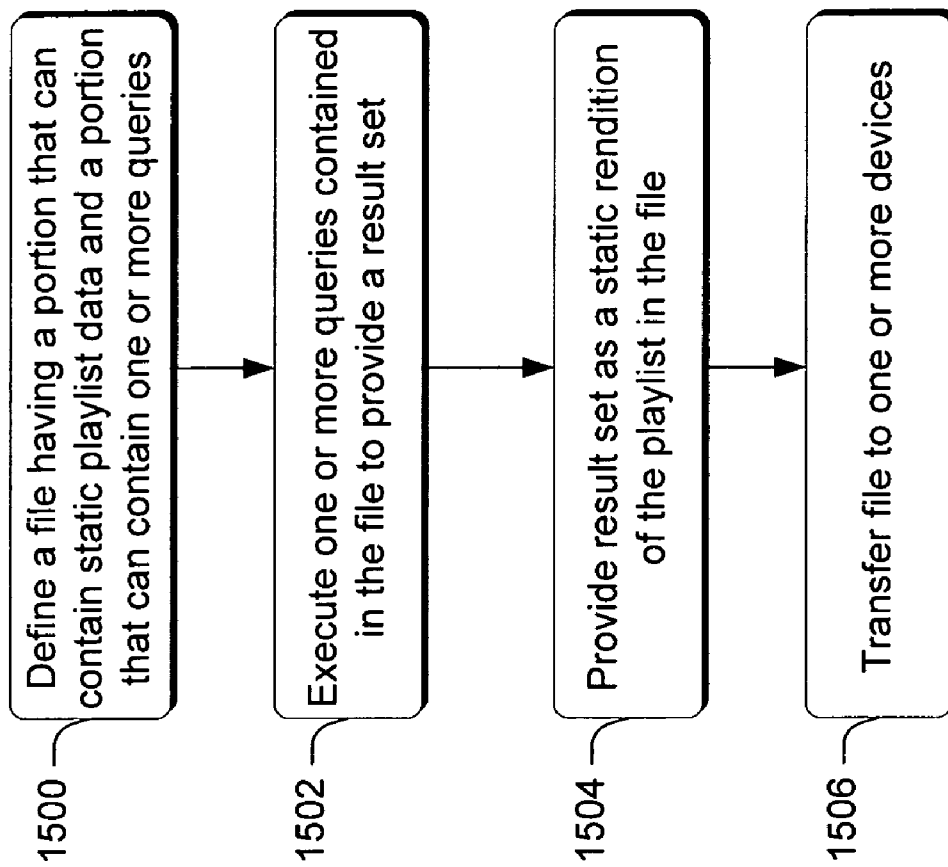 1500
Define a file having a portion that can
contain static playlist data and a portion
that can contain one or more queries
1502
Execute one or more queries contained
in the file to provide a result set
1504
Provide result set as a static rendition
of the playlist in the file
1506
Transfer file to one or more devices